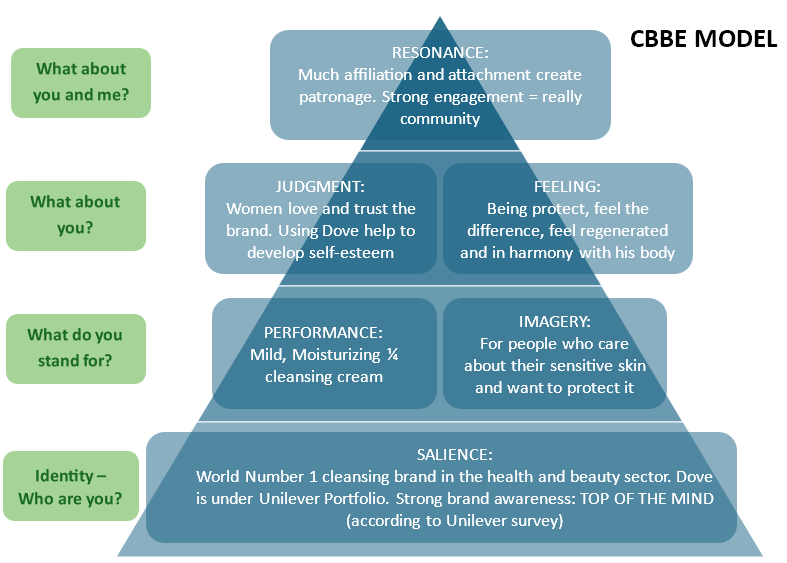 CBBE MODEL
What about
you and me?
RESONANCE:
Much affiliation and attachment create
patronage. Strong engagement = really
community
What about
you?
JUDGMENT:
Women love and trust the
brand. Using Dove help to
develop self-esteem
FEELING:
Being protect, feel the
difference, feel regenerated
and in harmony with his body
What do you
stand for?
PERFORMANCE:
Mild, Moisturizing ¼
cleansing cream
IMAGERY:
For people who care
about their sensitive skin
and want to protect it
Identity –
Who are you?
SALIENCE:
World Number 1 cleansing brand in the health and beauty sector. Dove
is under Unilever Portfolio. Strong brand awareness: TOP OF THE MIND
(according to Unilever survey)